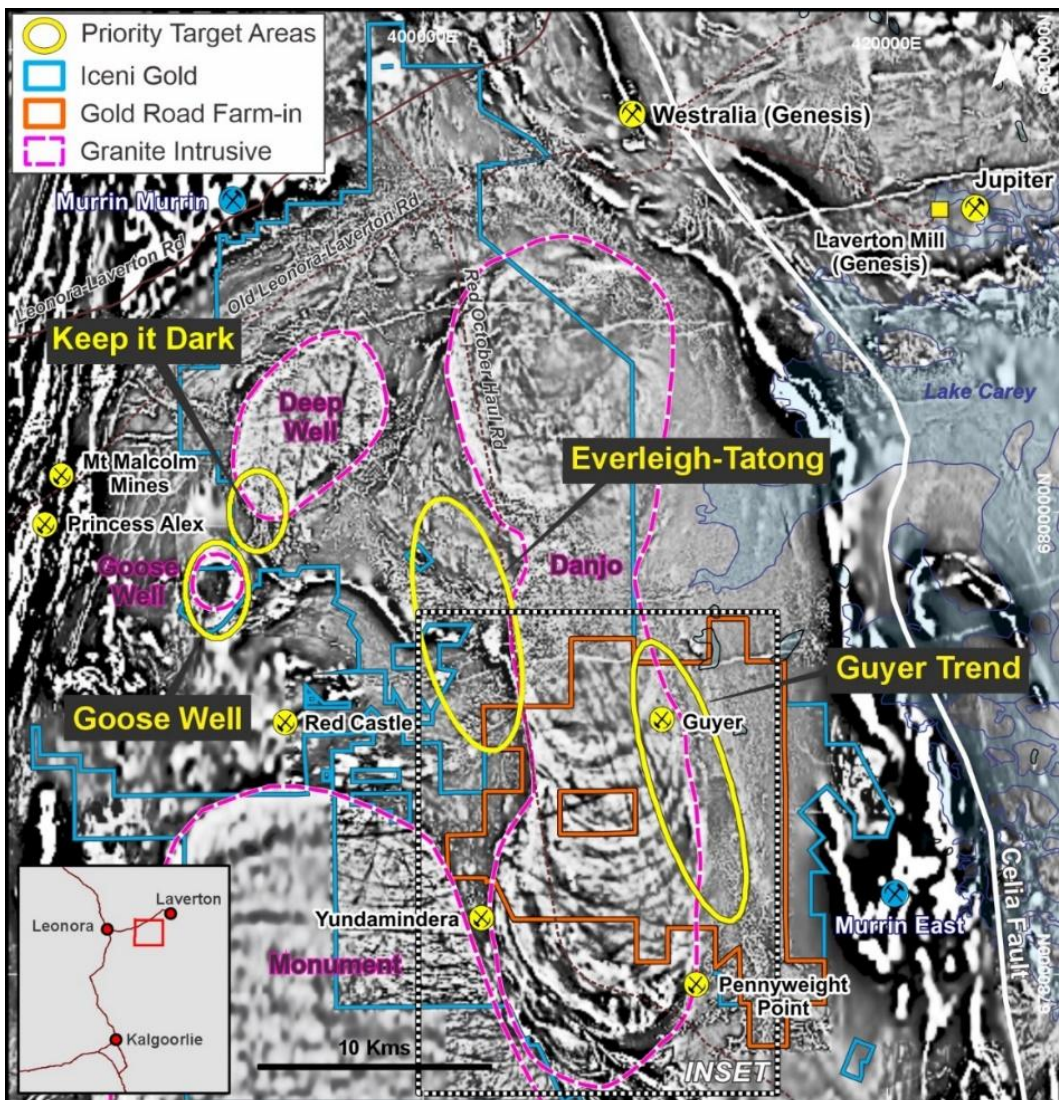 Priority Target Areas
Iceni Gold
Gold Road Farm-in
Granite Intrusive
400000E
420000E
Westralia (Genesis)
Murrin Murrin
Jupiter
Laverton Mill
(Genesis)
Leonora-Laverton Rd
Old Leonora-Laverton Rd
Red October Haul Rd
Keep it Dark
Deep
Well
Lake Carey
Everleigh-Tatong
Mt Malcolm
Mines
Princess Alex
Goose
Well
Danjo
Guyer Trend
Goose Well
Red Castle
Guyer
Laverton
Leonora
Kalgoorlie
Yundamindera
Monument
Murrin East
Celia Fault
Pennyweight
Point
10 Kms
INSET